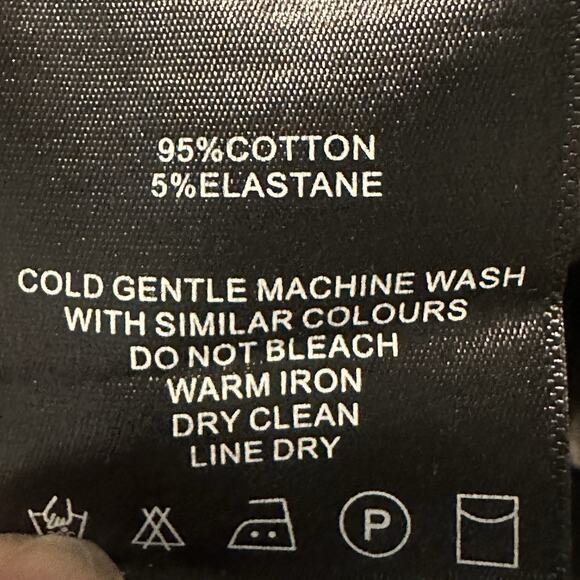 95%COTTON
5%ELASTANE
COLD GENTLE MACHINE WASH
WITH SIMILAR COLOURS
DO NOT BLEACH
WARM IRON
DRY CLEAN
LINE DRY
P